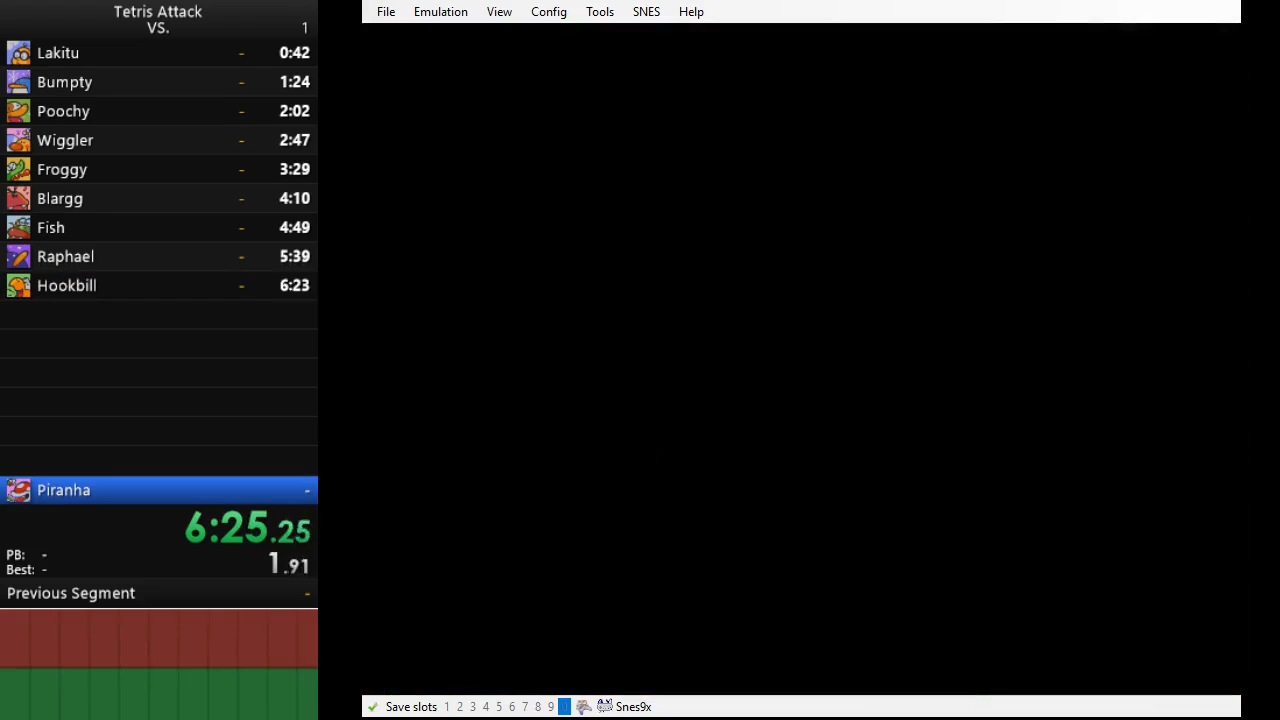 Tetris Attack
VS. 1
Lakitu - 0:42
Bumpty - 1:24
Poochy - 2:02
Wiggler - 2:47
Froggy - 3:29
Blargg - 4:10
Fish - 4:49
Raphael - 5:39
Hookbill - 6:23
Piranha -
6:25.25
PB: -
Best: -
1.91
Previous Segment -
File Emulation View Config Tools SNES Help
Save slots 1 2 3 4 5 6 7 8 9 0 Snes9x